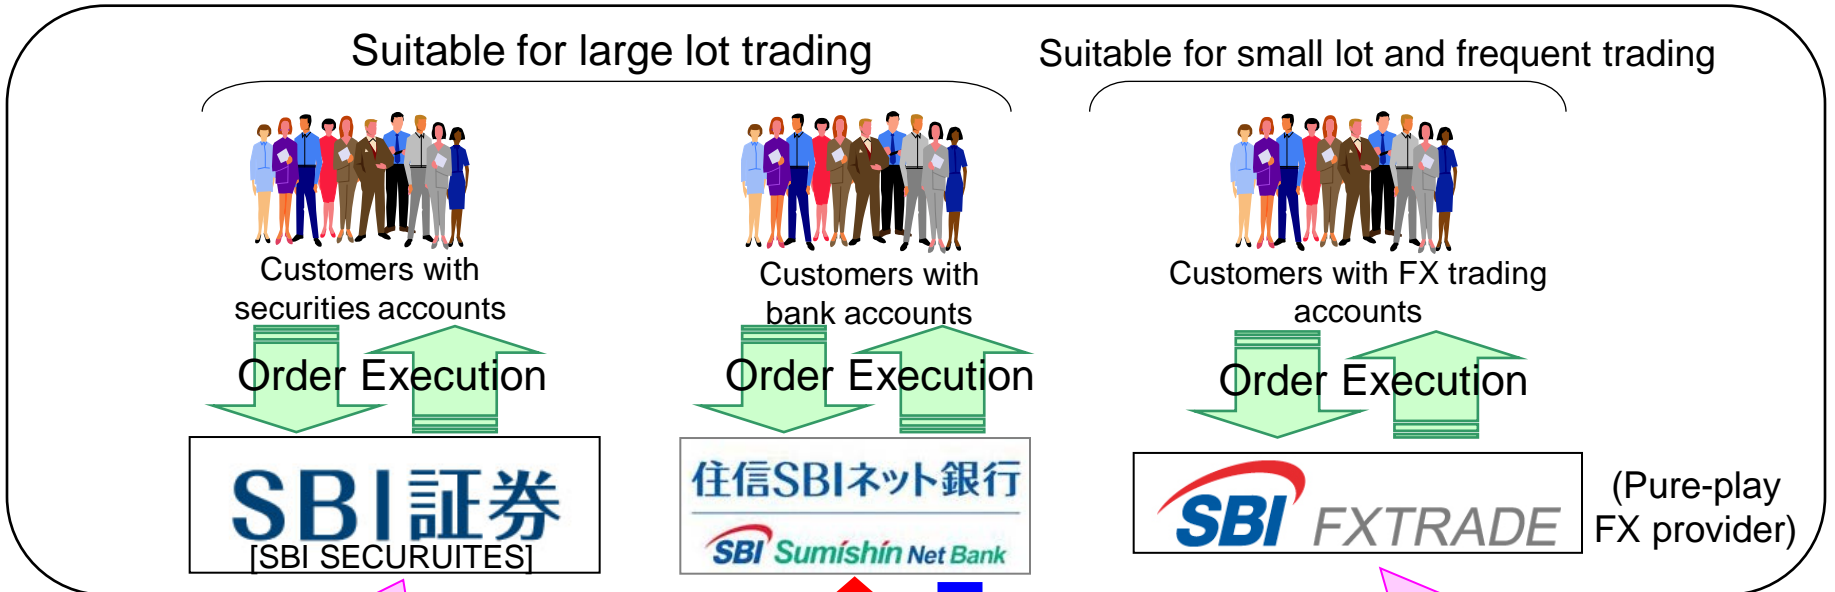 Suitable for large lot trading
Suitable for small lot and frequent trading
Customers with
securities accounts
Customers with
bank accounts
Customers with FX trading
accounts
Order Execution
Order Execution
Order Execution
SBI証券
[SBI SECURUITES]
住信SBIネット銀行
SBI Sumishin Net Bank
SBI FXTRADE
(Pure-play
FX provider)